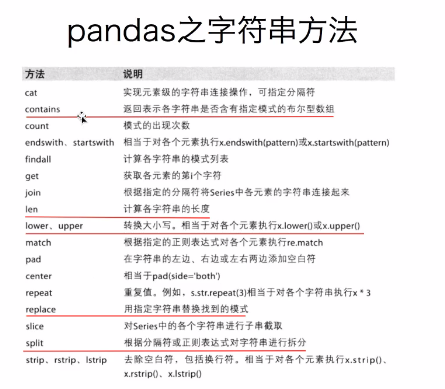 pandas之字符串方法
方法 说明
cat 实现元素级的字符串连接操作，可指定分隔符
contains 返回表示各字符串是否含有指定模式的布尔型数组
count 模式的出现次数
endswith、startswith 相当于对各个元素执行x.endswith(pattern)或x.startswith(pattern)
findall 计算各字符串的模式列表
get 获取各元素的第i个字符
join 根据指定的分隔符将Series中各元素的字符串连接起来
len 计算各字符串的长度
lower、upper 转换大小写。相当于对各个元素执行x.lower()或x.upper()
match 根据指定的正则表达式对各个元素执行re.match
pad 在字符串的左边、右边或左右两边添加空白符
center 相当于pad(side='both')
repeat 重复值。例如，s.str.repeat(3)相当于对各个字符串执行x * 3
replace 用指定字符串替换找到的模式
slice 对Series中的各个字符串进行子串截取
split 根据分隔符或正则表达式对字符串进行拆分
strip、rstrip、lstrip 去除空白符，包括换行符。相当于对各个元素执行x.strip()、
x.rstrip()、x.lstrip()